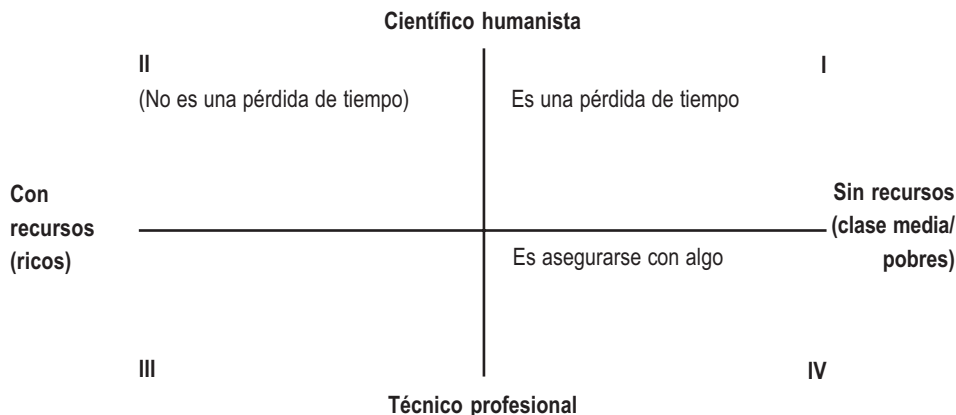 Científico humanista
II
I
(No es una pérdida de tiempo)
Es una pérdida de tiempo
Con
recursos
(ricos)
Sin recursos
(clase media/
pobres)
Es asegurarse con algo
III
IV
Técnico profesional